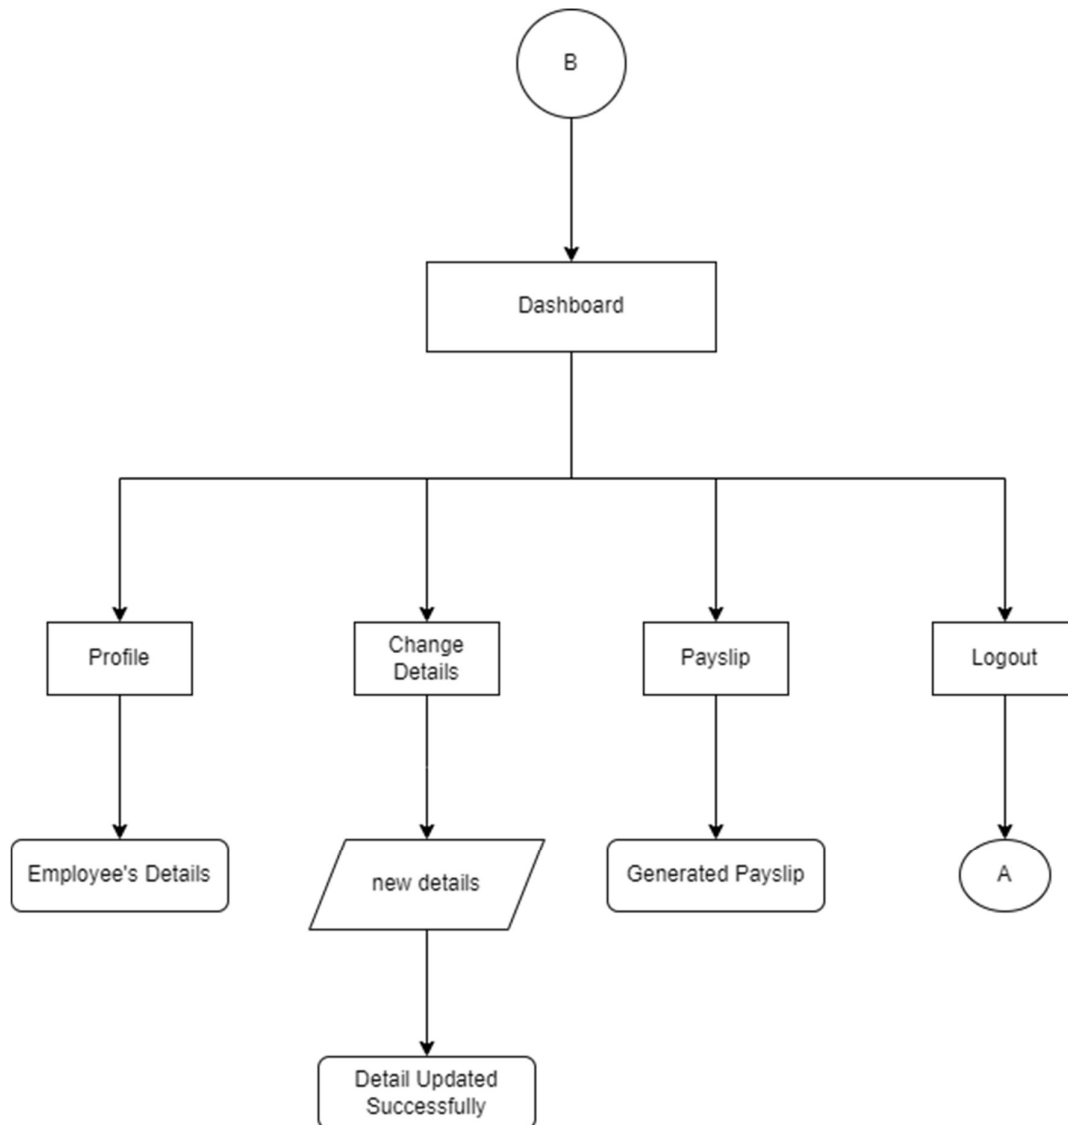 B
Dashboard
Profile
Change
Details
Payslip
Logout
Employee's Details
new details
Generated Payslip
A
Detail Updated
Successfully